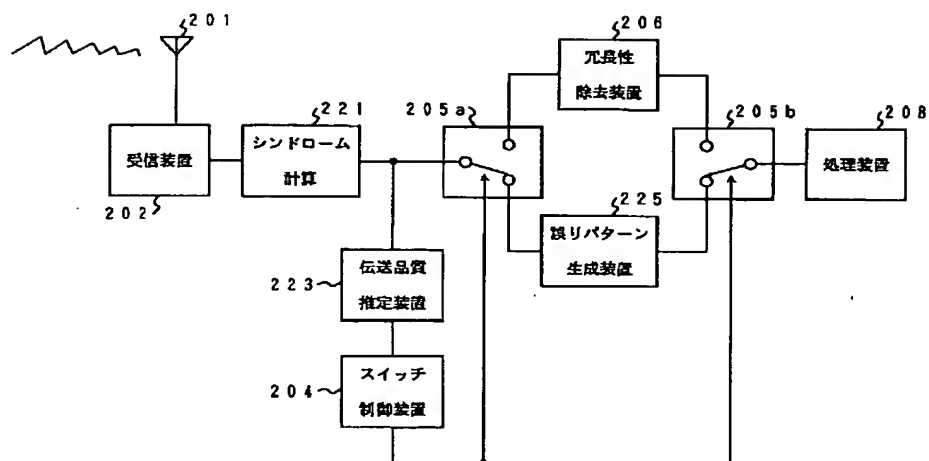 201
206
冗長性
除去装置
221
205a
205b
208
受信装置
シンドローム
計算
処理装置
202
225
誤りパターン
生成装置
223
伝送品質
推定装置
204
スイッチ
制御装置